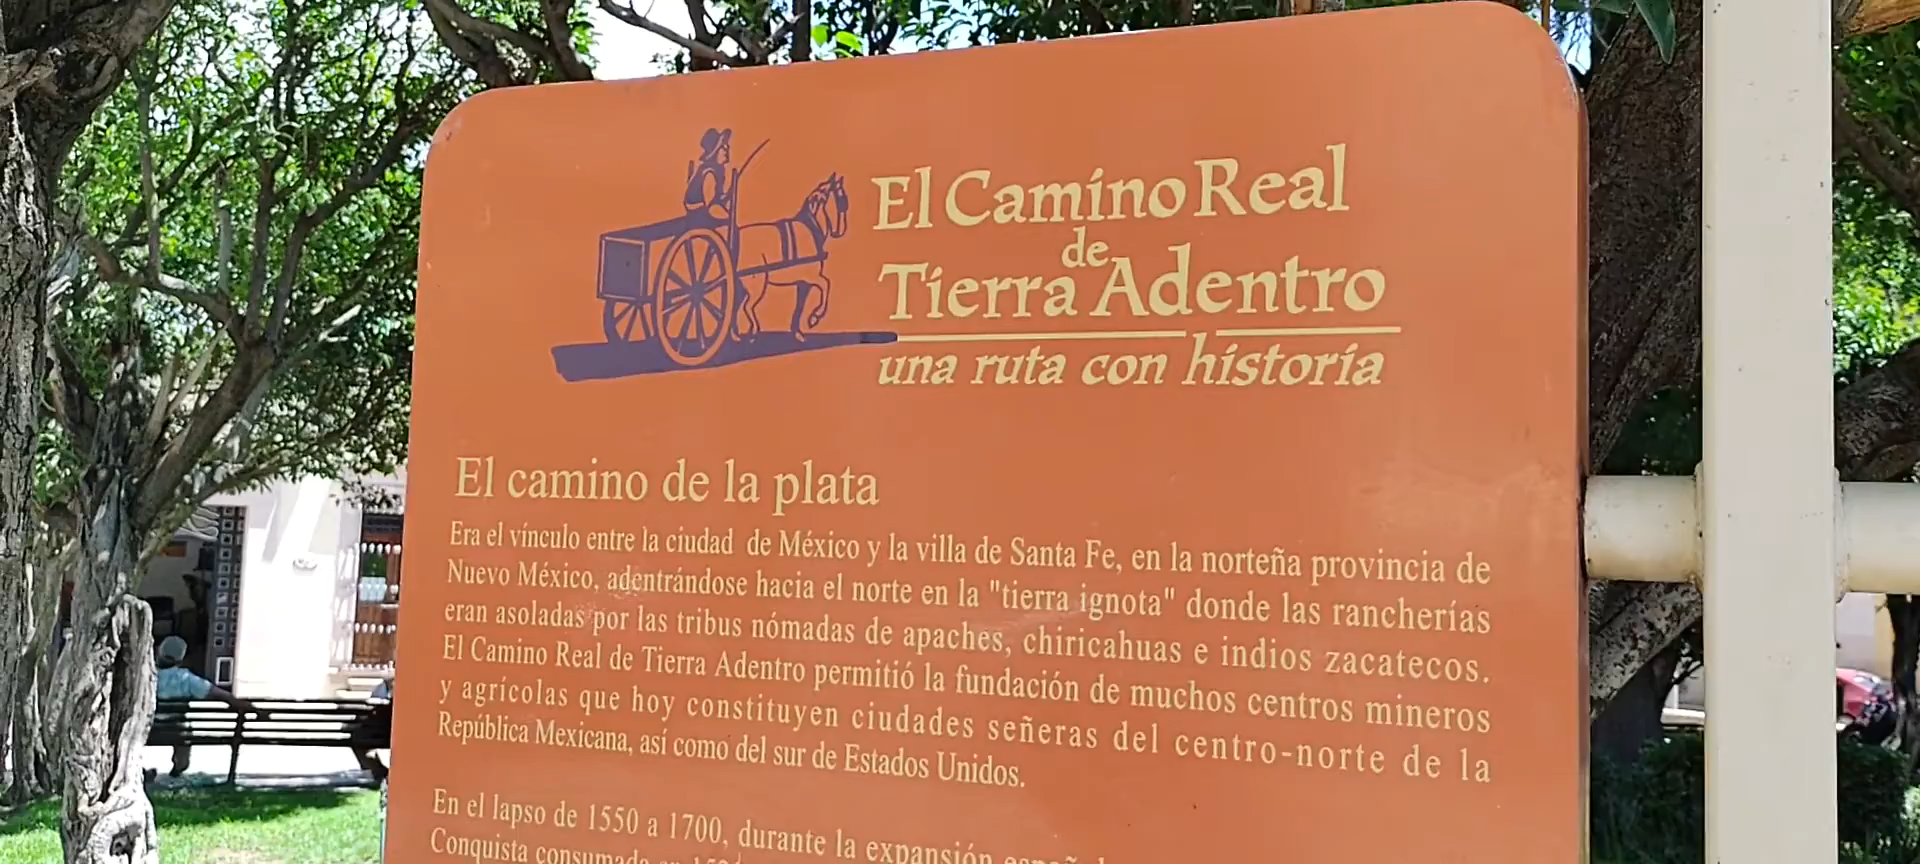 El Camino Real
de
Tierra Adentro
una ruta con historia
El camino de la plata
Era el vínculo entre la ciudad de México y la villa de Santa Fe, en la norteña provincia de
Nuevo México, adentrándose hacia el norte en la "tierra ignota" donde las rancherías
eran asoladas por las tribus nómadas de apaches, chiricahuas e indios zacatecos.
El Camino Real de Tierra Adentro permitió la fundación de muchos centros mineros
y agrícolas que hoy constituyen ciudades señeras del centro-norte de la
República Mexicana, así como del sur de Estados Unidos.
En el lapso de 1550 a 1700, durante la expansión
Conquista consumada